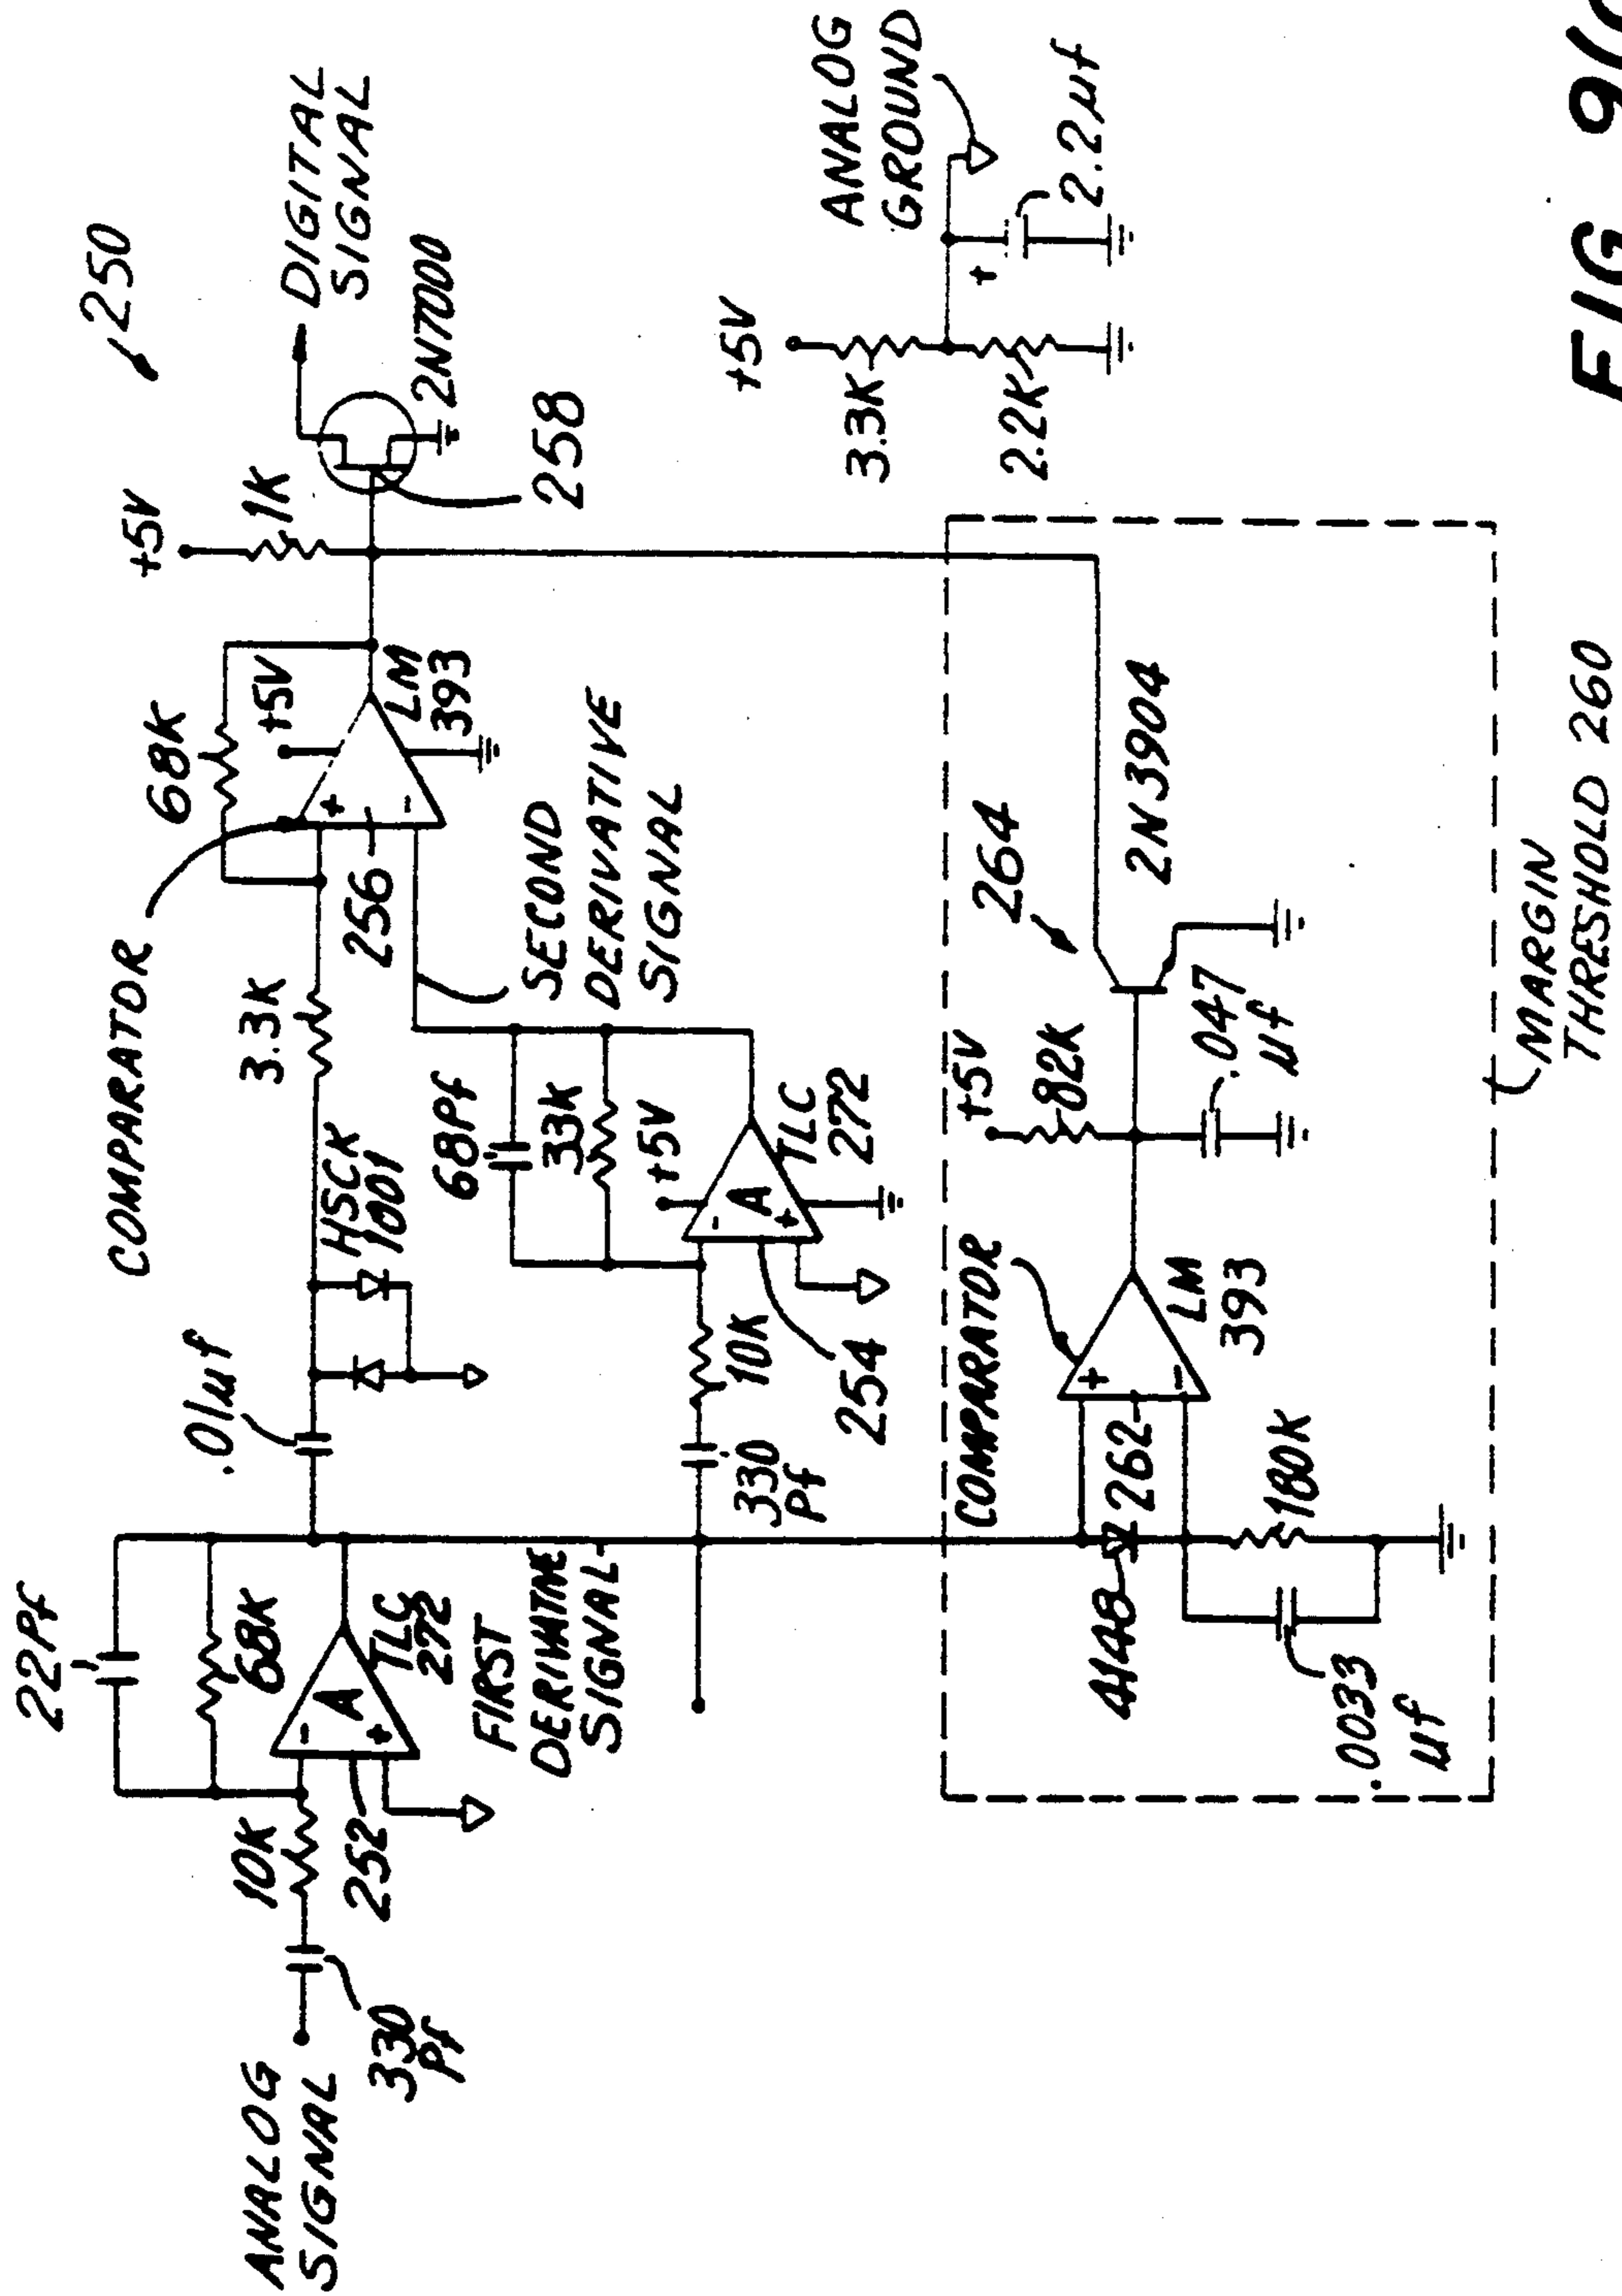 250
22Pf
68K
10K
A
-
+
TLC
272
252
ANALOG
SIGNAL
330
Pf
FIRST
DERIVATIVE
SIGNAL
.01µf
HSCK
1001
3.3K
COMPARATOR
68K
+5V
+
-
LM
393
256
+5V
1K
DIGITAL
SIGNAL
2N7000
258
SECOND
DERIVATIVE
SIGNAL
68Pf
33K
+5V
-
A
+
TLC
272
10K
330
Pf
254
+5V
3.3K
2.2K
+
ANALOG
GROUND
2.2µf
COMPARATOR
+
-
LM
393
262
4148
180K
.0033
µf
+5V
82K
.047
µf
264
2N3904
MARGIN
THRESHOLD 260